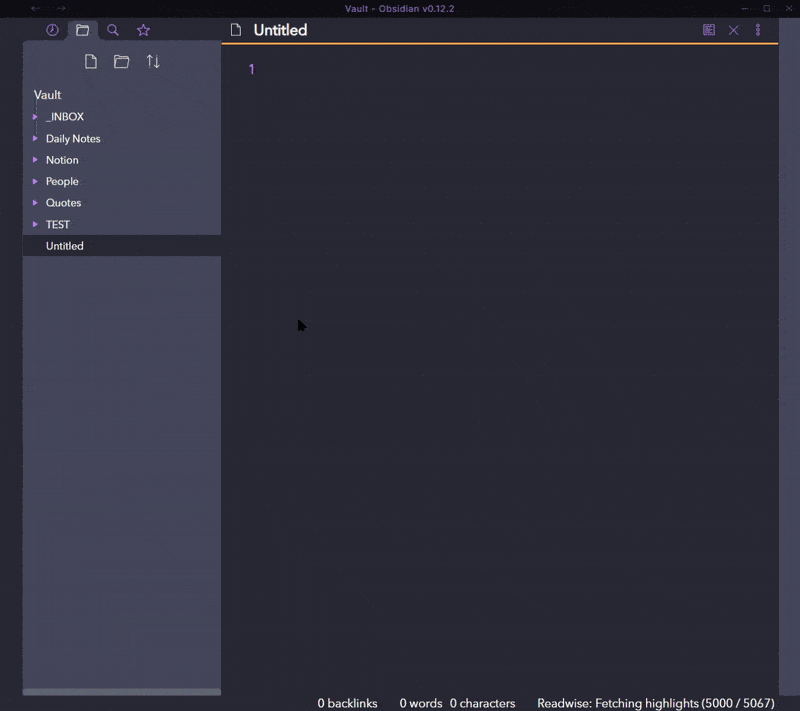 Vault - Obsidian v0.12.2
Untitled
1
Vault
_INBOX
Daily Notes
Notion
People
Quotes
TEST
Untitled
0 backlinks 0 words 0 characters Readwise: Fetching highlights (5000 / 5067)